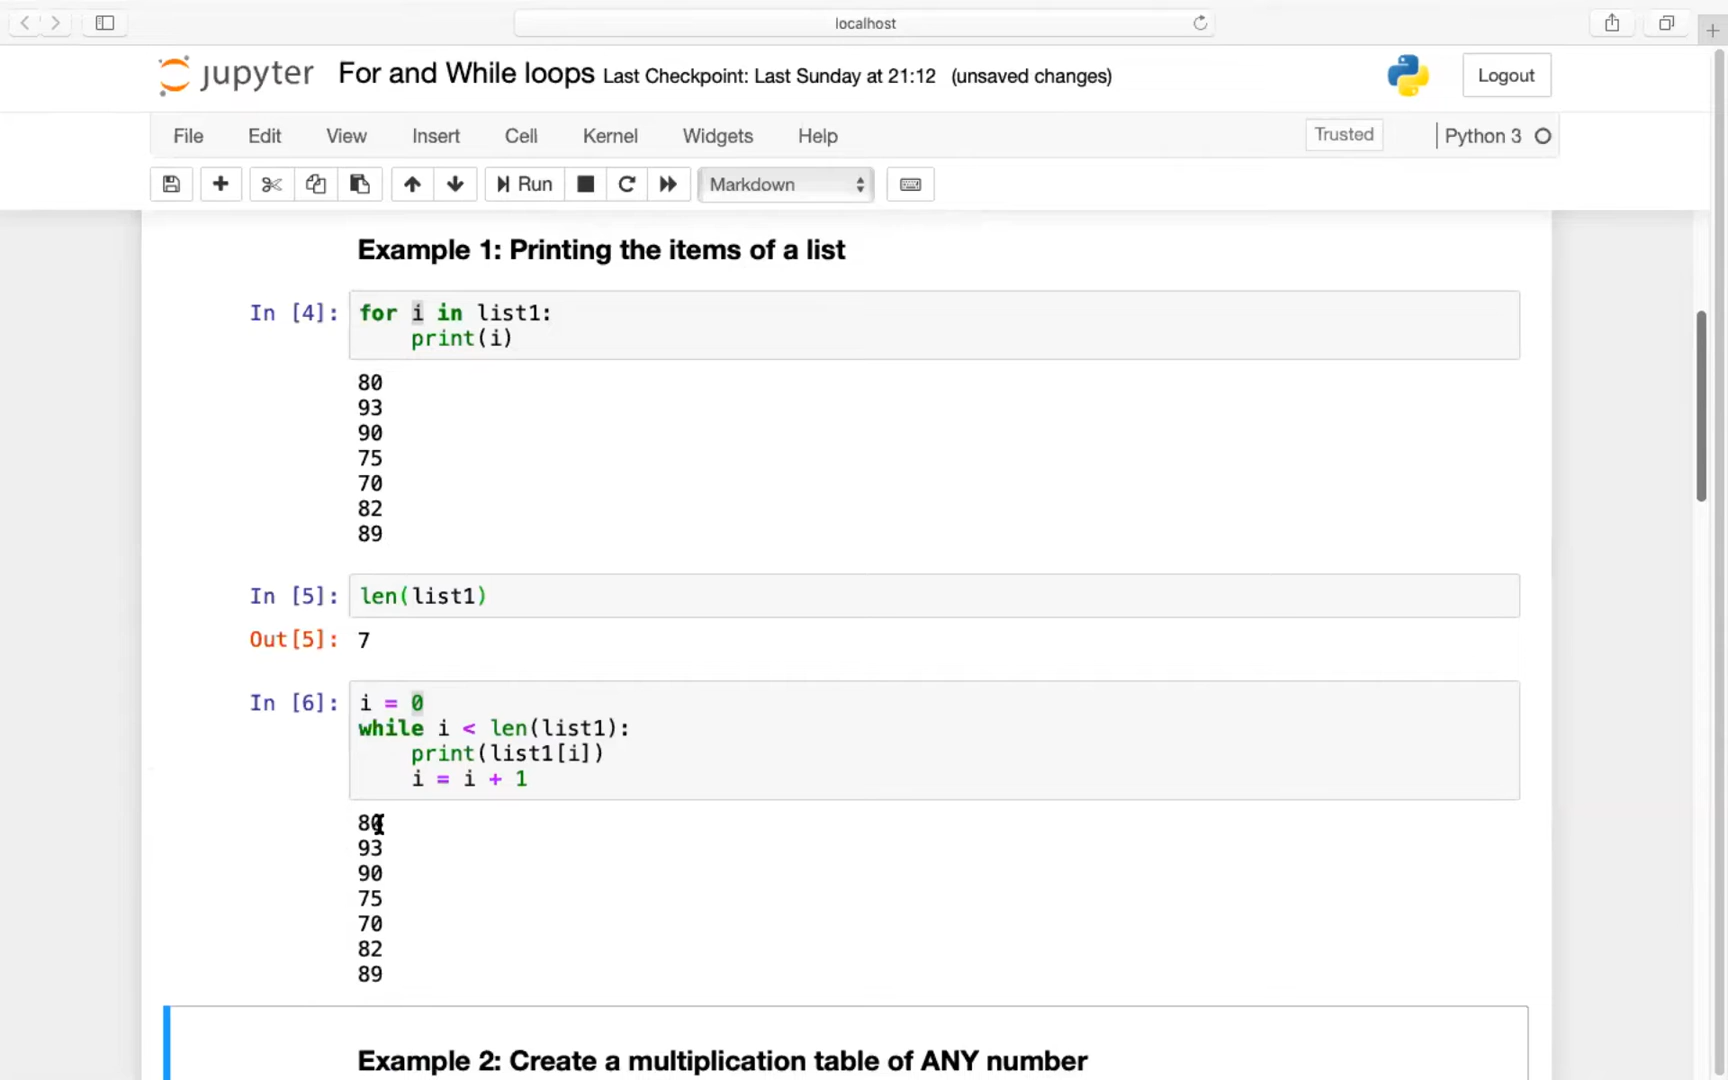 localhost
jupyter For and While loops Last Checkpoint: Last Sunday at 21:12 (unsaved changes)
Logout
File Edit View Insert Cell Kernel Widgets Help
Trusted
Python 3
Run
Markdown
Example 1: Printing the items of a list
In [4]: for i in list1:
print(i)
80
93
90
75
70
82
89
In [5]: len(list1)
Out[5]: 7
In [6]: i = 0
while i < len(list1):
print(list1[i])
i = i + 1
80
93
90
75
70
82
89
Example 2: Create a multiplication table of ANY number